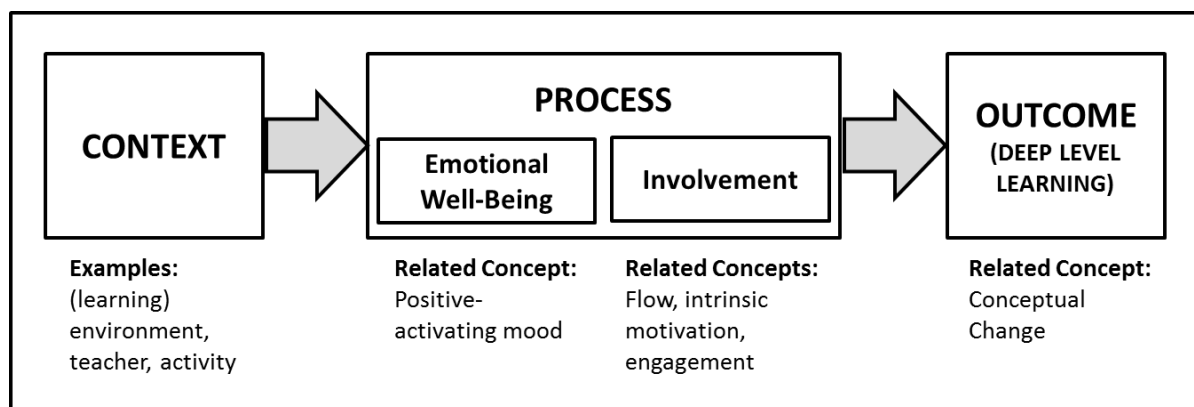 CONTEXT
PROCESS
Emotional
Well-Being
Involvement
OUTCOME
(DEEP LEVEL
LEARNING)
Examples:
(learning)
environment,
teacher, activity
Related Concept:
Positive-
activating mood
Related Concepts:
Flow, intrinsic
motivation,
engagement
Related Concept:
Conceptual
Change